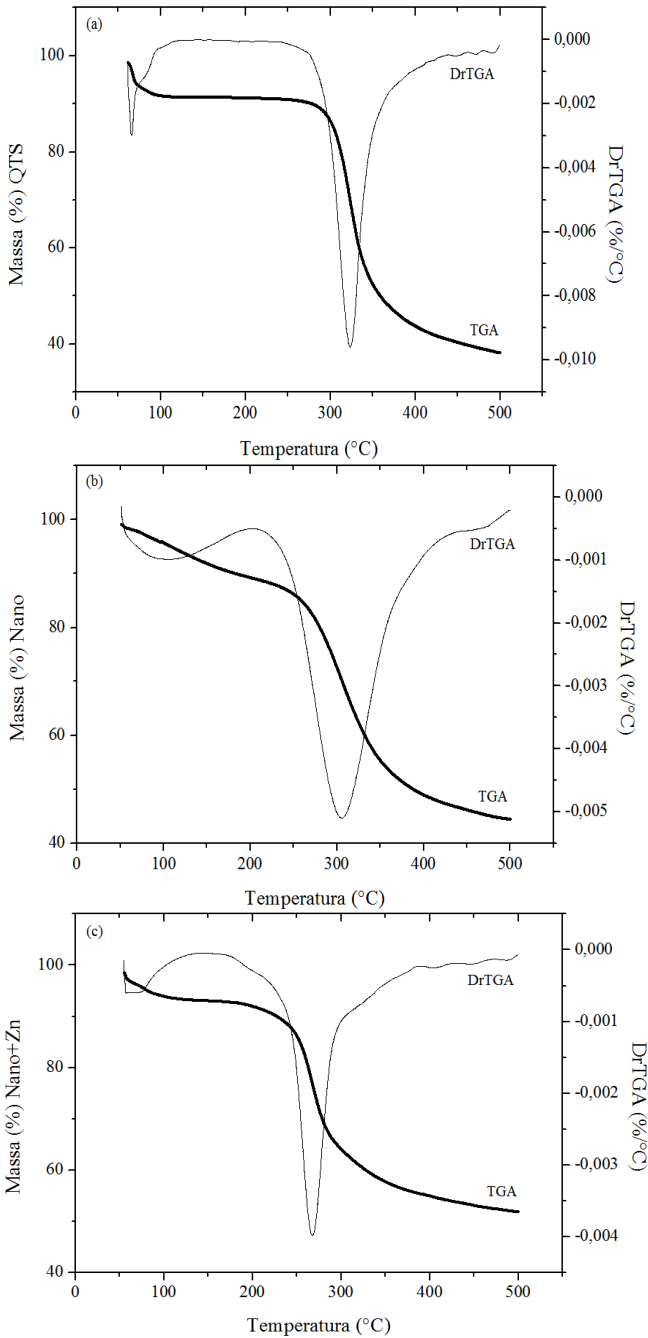 (a)
100
80
60
40
0,000
-0,002
-0,004
-0,006
-0,008
-0,010
DrTGA
TGA
Massa (%) QTS
DrTGA (%/°C)
0 100 200 300 400 500
Temperatura (°C)
(b)
100
80
60
40
0,000
-0,001
-0,002
-0,003
-0,004
-0,005
DrTGA
TGA
Massa (%) Nano
DrTGA (%/°C)
0 100 200 300 400 500
Temperatura (°C)
(c)
100
80
60
40
0,000
-0,001
-0,002
-0,003
-0,004
DrTGA
TGA
Massa (%) Nano+Zn
DrTGA (%/°C)
0 100 200 300 400 500
Temperatura (°C)